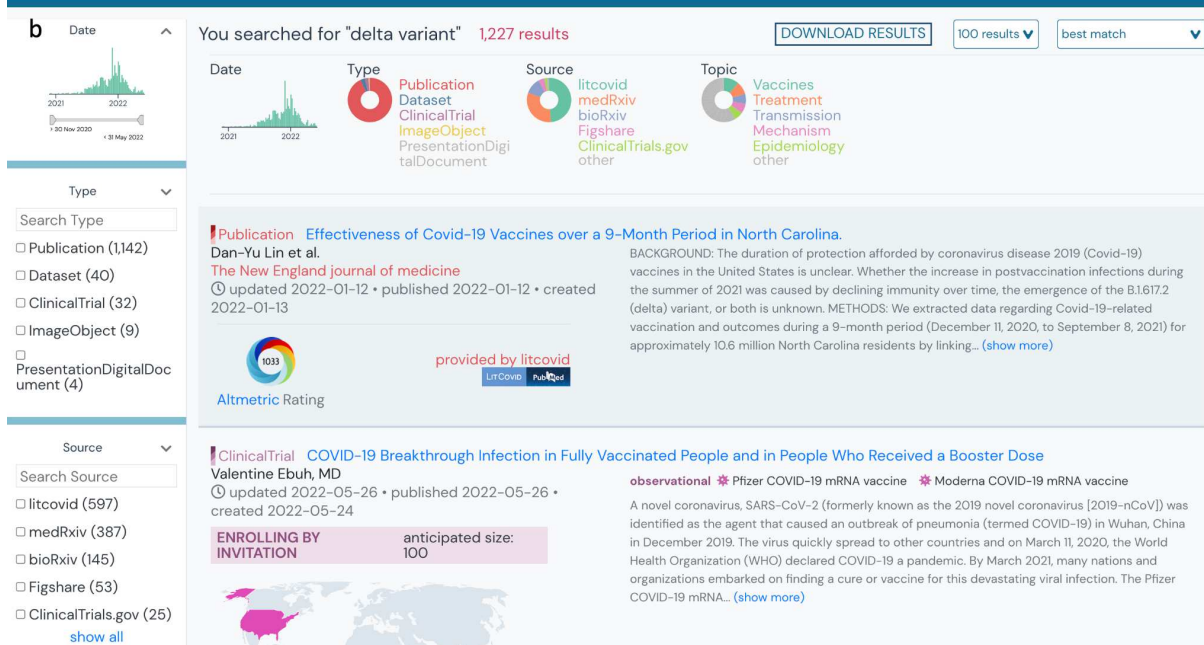 b
Date
2021 2022
› 30 Nov 2020
‹ 31 May 2022
Type
Search Type
Publication (1,142)
Dataset (40)
ClinicalTrial (32)
ImageObject (9)
PresentationDigitalDoc
ument (4)
Source
Search Source
litcovid (597)
medRxiv (387)
bioRxiv (145)
Figshare (53)
ClinicalTrials.gov (25)
show all
You searched for "delta variant" 1,227 results
DOWNLOAD RESULTS
100 results
best match
Date
2021 2022
Type
Publication
Dataset
ClinicalTrial
ImageObject
PresentationDigi
talDocument
Source
litcovid
medRxiv
bioRxiv
Figshare
ClinicalTrials.gov
other
Topic
Vaccines
Treatment
Transmission
Mechanism
Epidemiology
other
Publication Effectiveness of Covid-19 Vaccines over a 9-Month Period in North Carolina.
Dan-Yu Lin et al.
The New England journal of medicine
updated 2022-01-12 • published 2022-01-12 • created
2022-01-13
1033
Altmetric Rating
provided by litcovid
LitCovid PubMed
BACKGROUND: The duration of protection afforded by coronavirus disease 2019 (Covid-19)
vaccines in the United States is unclear. Whether the increase in postvaccination infections during
the summer of 2021 was caused by declining immunity over time, the emergence of the B.1.617.2
(delta) variant, or both is unknown. METHODS: We extracted data regarding Covid-19-related
vaccination and outcomes during a 9-month period (December 11, 2020, to September 8, 2021) for
approximately 10.6 million North Carolina residents by linking... (show more)
ClinicalTrial COVID-19 Breakthrough Infection in Fully Vaccinated People and in People Who Received a Booster Dose
Valentine Ebuh, MD
updated 2022-05-26 • published 2022-05-26 •
created 2022-05-24
ENROLLING BY
INVITATION
anticipated size:
100
observational Pfizer COVID-19 mRNA vaccine Moderna COVID-19 mRNA vaccine
A novel coronavirus, SARS-CoV-2 (formerly known as the 2019 novel coronavirus [2019-nCoV]) was
identified as the agent that caused an outbreak of pneumonia (termed COVID-19) in Wuhan, China
in December 2019. The virus quickly spread to other countries and on March 11, 2020, the World
Health Organization (WHO) declared COVID-19 a pandemic. By March 2021, many nations and
organizations embarked on finding a cure or vaccine for this devastating viral infection. The Pfizer
COVID-19 mRNA... (show more)